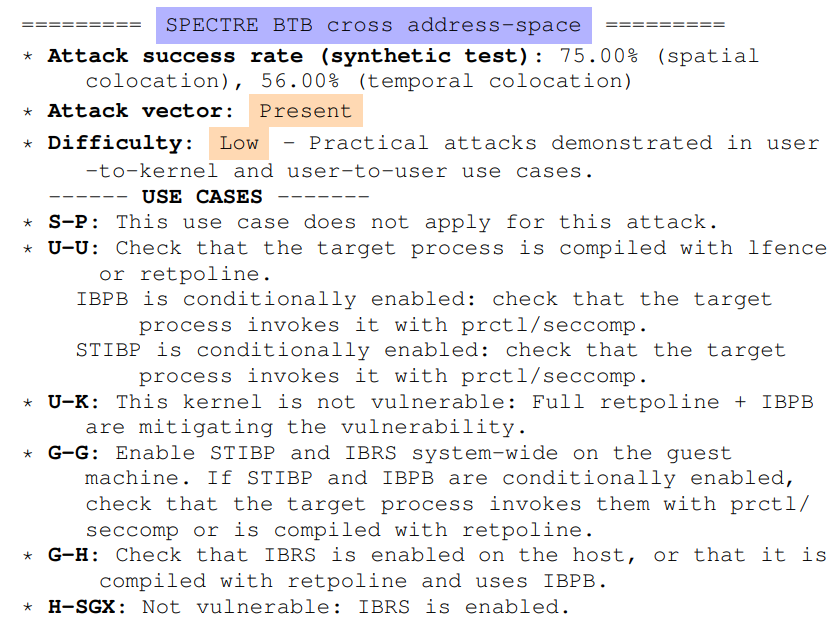 ========= SPECTRE BTB cross address-space =========
* Attack success rate (synthetic test): 75.00% (spatial
colocation), 56.00% (temporal colocation)
* Attack vector: Present
* Difficulty: Low - Practical attacks demonstrated in user
-to-kernel and user-to-user use cases.
------ USE CASES -------
* S-P: This use case does not apply for this attack.
* U-U: Check that the target process is compiled with lfence
or retpoline.
IBPB is conditionally enabled: check that the target
process invokes it with prctl/seccomp.
STIBP is conditionally enabled: check that the target
process invokes it with prctl/seccomp.
* U-K: This kernel is not vulnerable: Full retpoline + IBPB
are mitigating the vulnerability.
* G-G: Enable STIBP and IBRS system-wide on the guest
machine. If STIBP and IBPB are conditionally enabled,
check that the target process invokes them with prctl/
seccomp or is compiled with retpoline.
* G-H: Check that IBRS is enabled on the host, or that it is
compiled with retpoline and uses IBPB.
* H-SGX: Not vulnerable: IBRS is enabled.